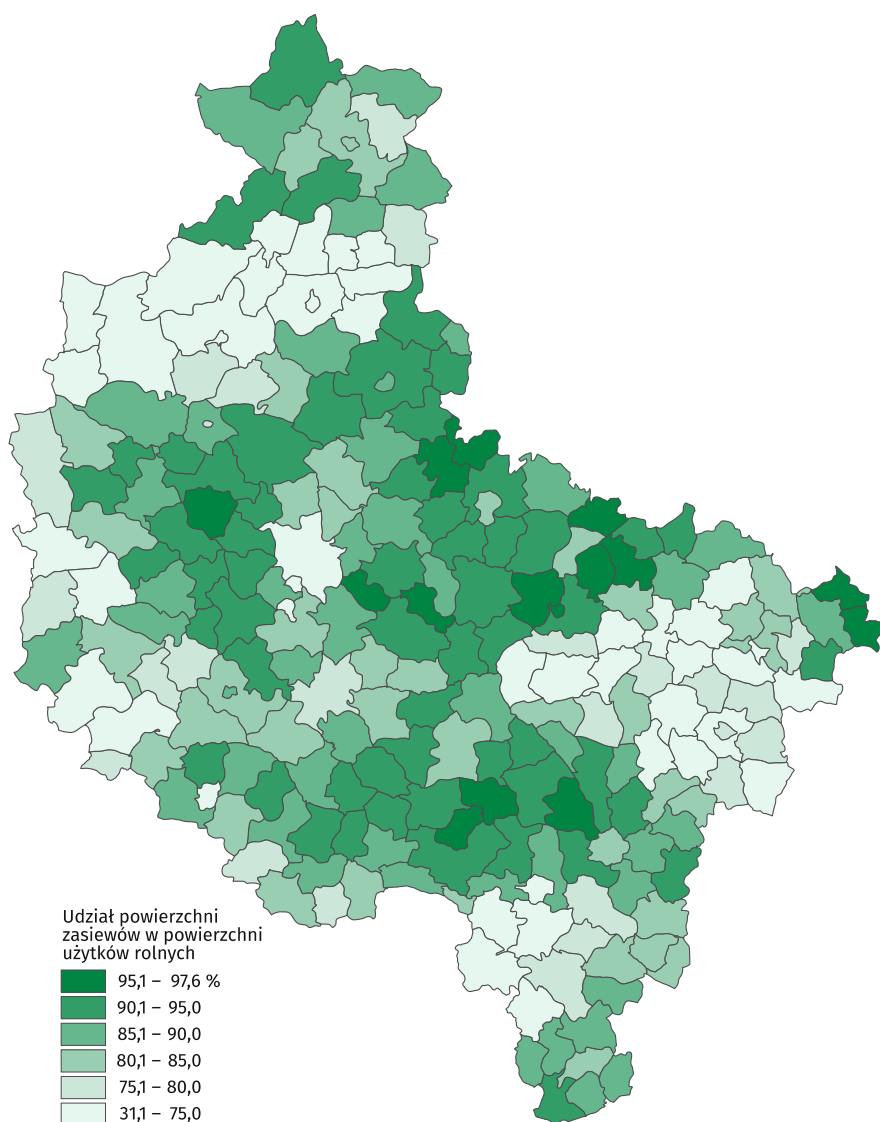 Udział powierzchni
zasiewów w powierzchni
użytków rolnych
95,1 – 97,6 %
90,1 – 95,0
85,1 – 90,0
80,1 – 85,0
75,1 – 80,0
31,1 – 75,0